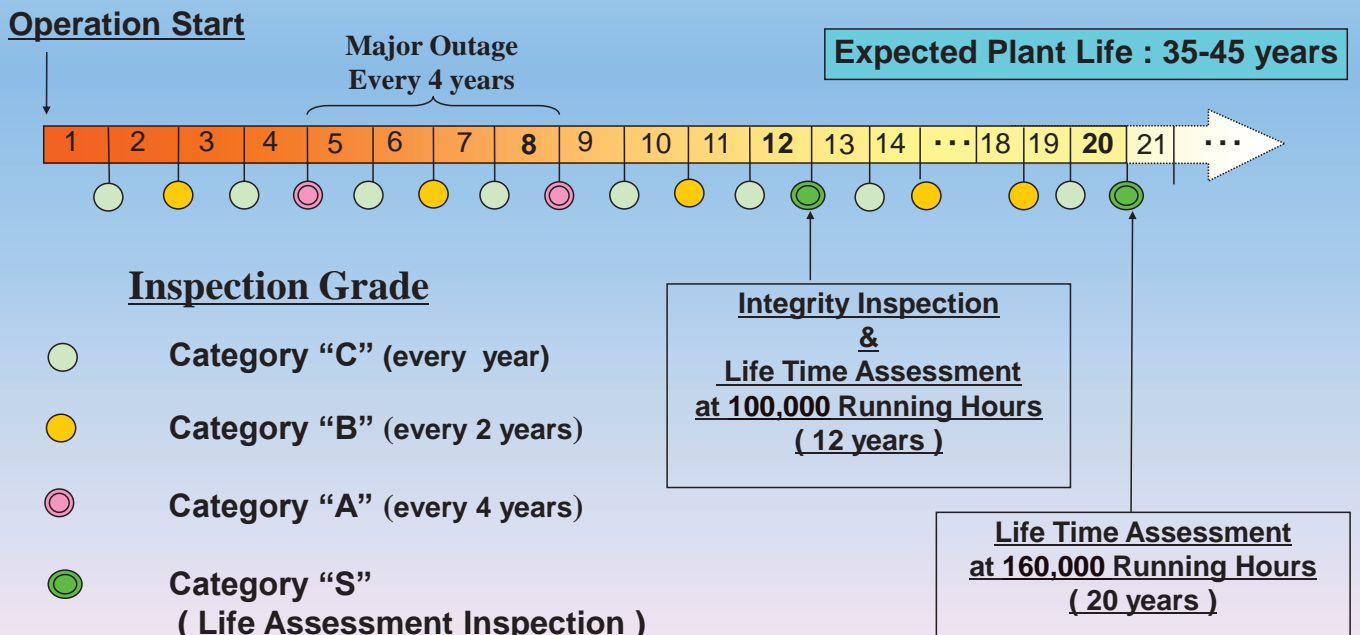 Operation Start
Major Outage
Every 4 years
Expected Plant Life : 35-45 years
1 2 3 4 5 6 7 8 9 10 11 12 13 14 ··· 18 19 20 21 ···
Inspection Grade
Category “C” (every year)
Category “B” (every 2 years)
Category “A” (every 4 years)
Category “S”
( Life Assessment Inspection )
Integrity Inspection
&
Life Time Assessment
at 100,000 Running Hours
( 12 years )
Life Time Assessment
at 160,000 Running Hours
( 20 years )